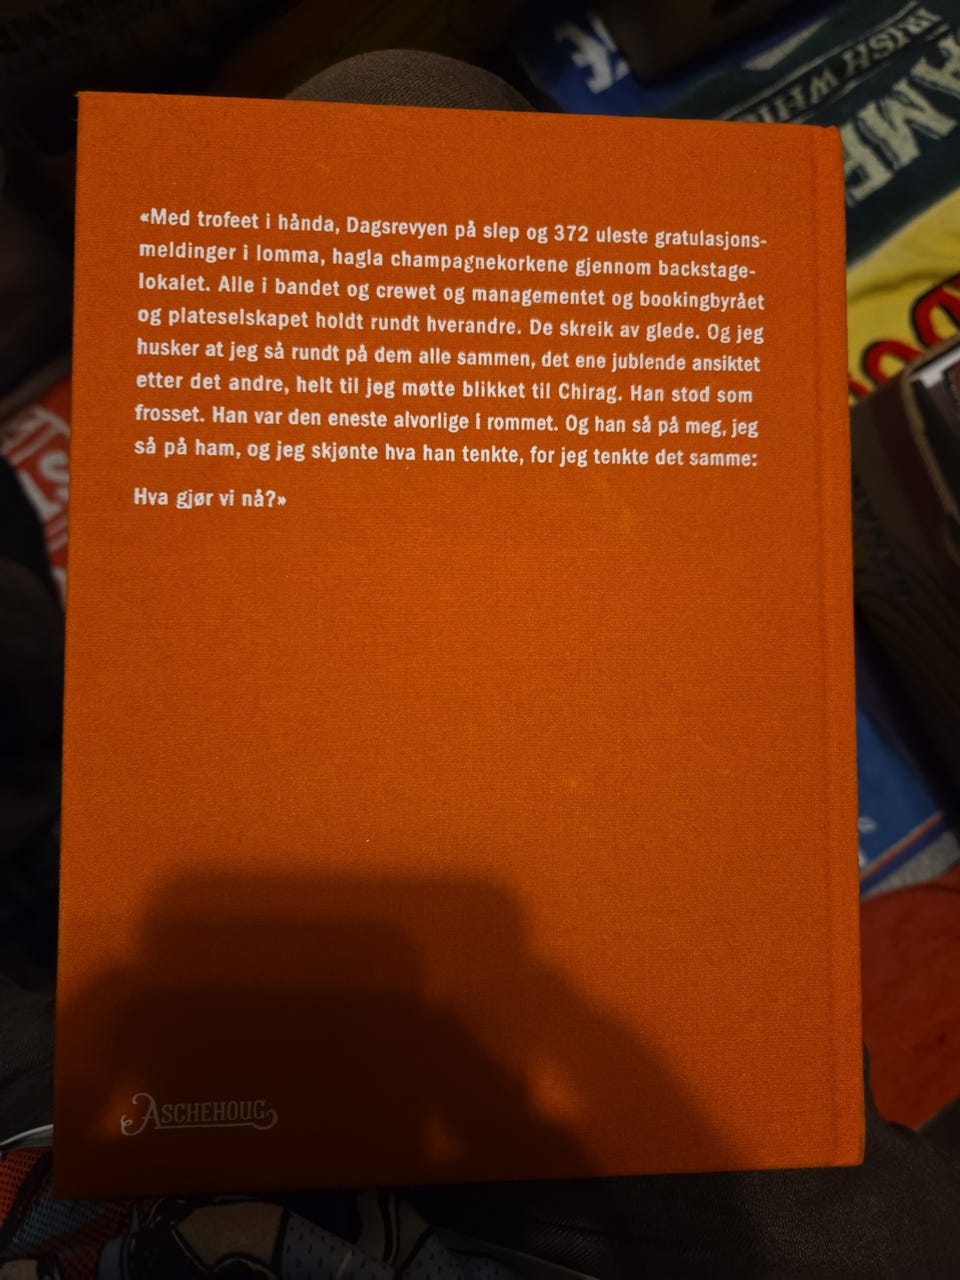 «Med trofeet i hånda, Dagsrevyen på slep og 372 uleste gratulasjons-
meldinger i lomma, hagla champagnekorkene gjennom backstage-
lokalet. Alle i bandet og crewet og managementet og bookingbyrået
og plateselskapet holdt rundt hverandre. De skreik av glede. Og jeg
husker at jeg så rundt på dem alle sammen, det ene jublende ansiktet
etter det andre, helt til jeg møtte blikket til Chirag. Han stod som
frosset. Han var den eneste alvorlige i rommet. Og han så på meg, jeg
så på ham, og jeg skjønte hva han tenkte, for jeg tenkte det samme:
Hva gjør vi nå?»
ASCHEHOUG
IRISH WHIS
AME